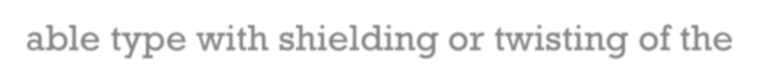 able type with shielding or twisting of the